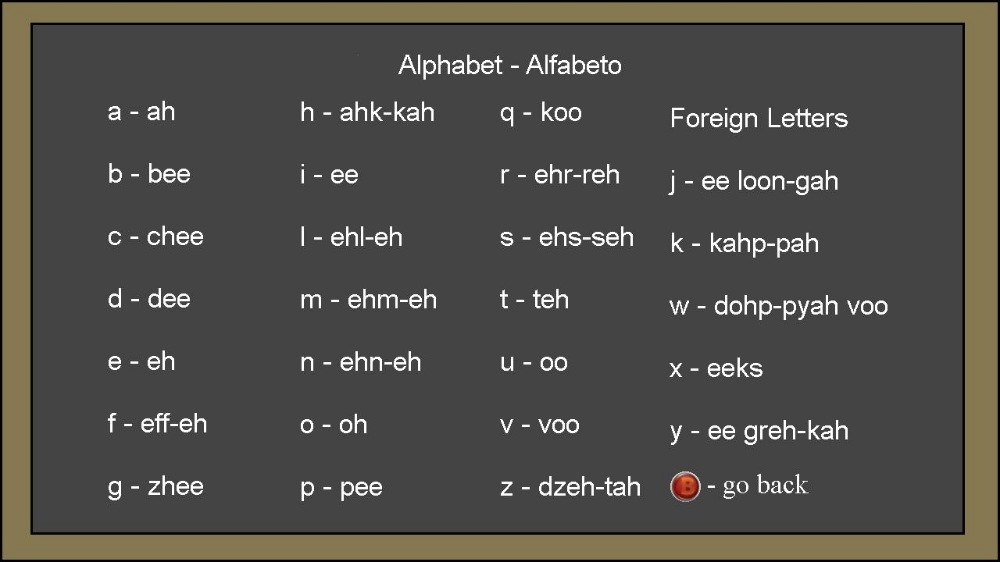 Alphabet - Alfabeto
a - ah
b - bee
c - chee
d - dee
e - eh
f - eff-eh
g - zhee
h - ahk-kah
i - ee
l - ehl-eh
m - ehm-eh
n - ehn-eh
o - oh
p - pee
q - koo
r - ehr-reh
s - ehs-seh
t - teh
u - oo
v - voo
z - dzeh-tah
Foreign Letters
j - ee loon-gah
k - kahp-pah
w - dohp-pyah voo
x - eeks
y - ee greh-kah
B - go back